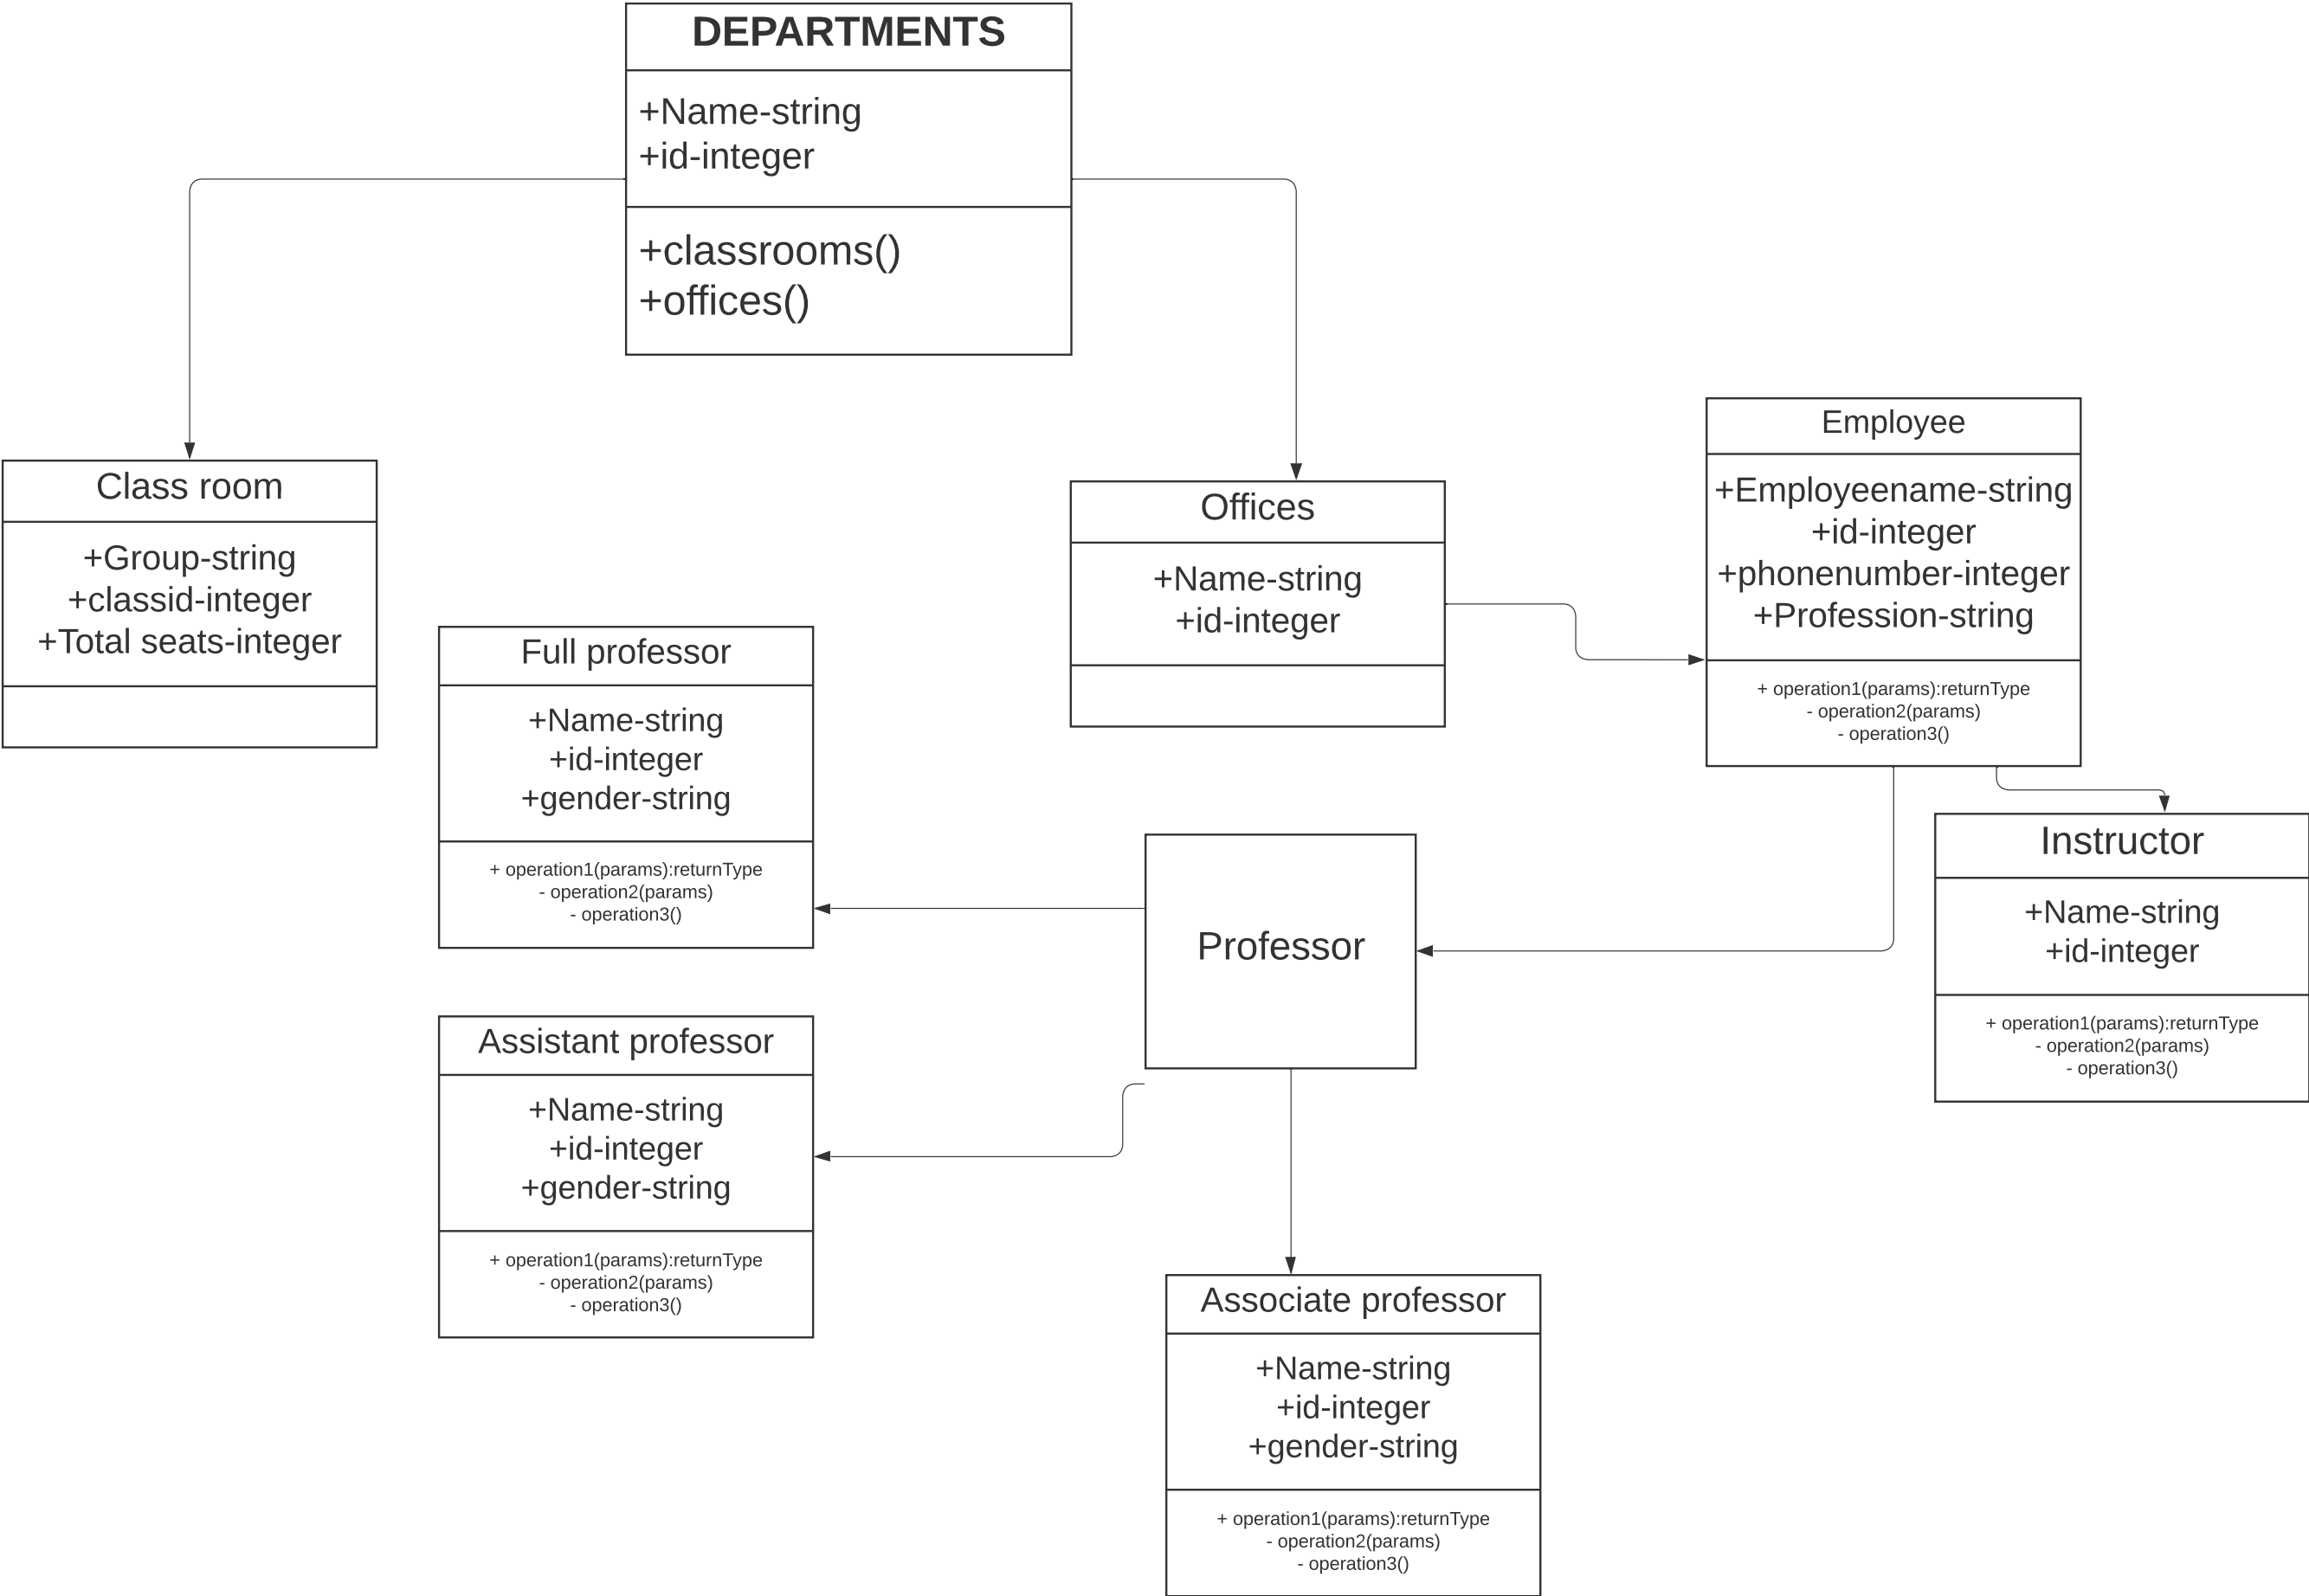 DEPARTMENTS
+Name-string
+id-integer
+classrooms()
+offices()
Class room
+Group-string
+classid-integer
+Total seats-integer
Offices
+Name-string
+id-integer
Employee
+Employeename-string
+id-integer
+phonenumber-integer
+Profession-string
+ operation1(params):returnType
- operation2(params)
- operation3()
Full professor
+Name-string
+id-integer
+gender-string
+ operation1(params):returnType
- operation2(params)
- operation3()
Professor
Instructor
+Name-string
+id-integer
+ operation1(params):returnType
- operation2(params)
- operation3()
Assistant professor
+Name-string
+id-integer
+gender-string
+ operation1(params):returnType
- operation2(params)
- operation3()
Associate professor
+Name-string
+id-integer
+gender-string
+ operation1(params):returnType
- operation2(params)
- operation3()